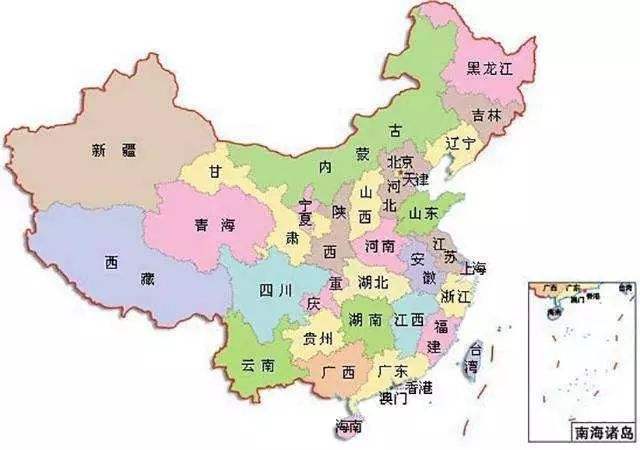 黑龙江
吉林
辽宁
内蒙古
新疆
甘肃
北京
天津
河北
山西
宁夏
陕西
山东
青海
河南
江苏
安徽
上海
西藏
四川
重庆
湖北
浙江
湖南
江西
贵州
福建
云南
广西
广东
台湾
香港
澳门
海南
广西
广东
台湾
香港
澳门
海南
南海诸岛